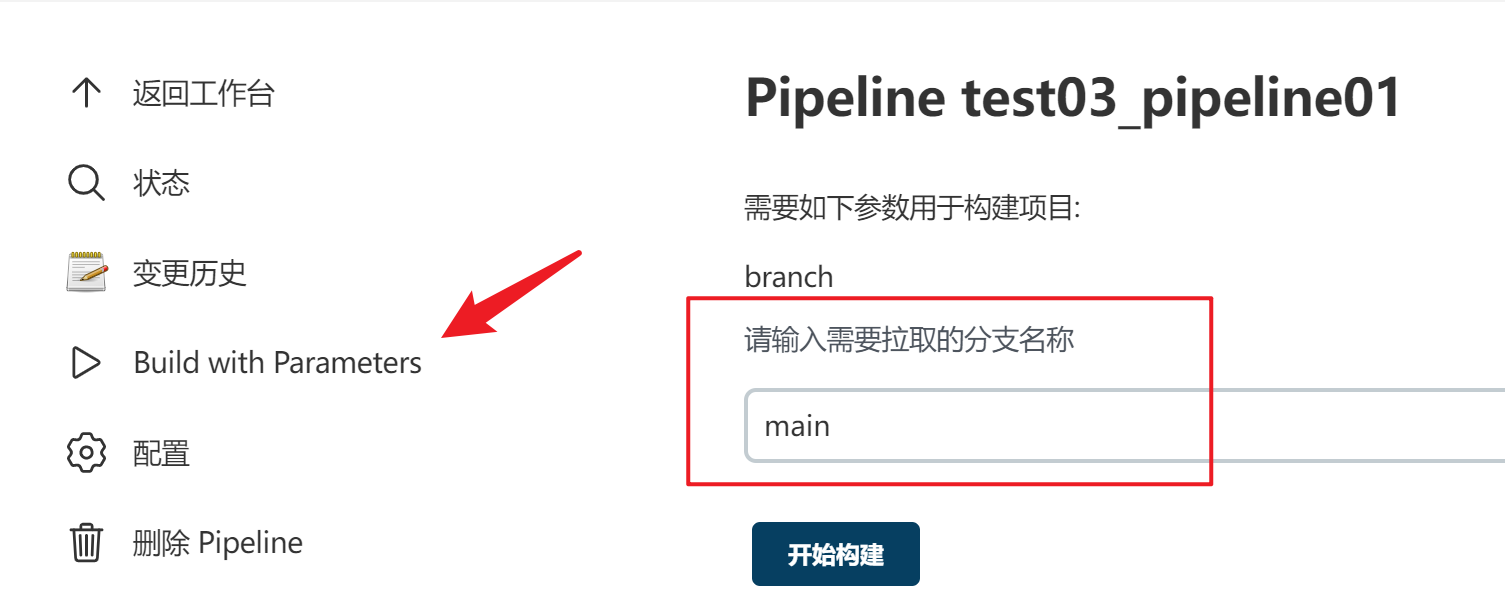 返回工作台
状态
变更历史
Build with Parameters
配置
删除 Pipeline
Pipeline test03_pipeline01
需要如下参数用于构建项目:
branch
请输入需要拉取的分支名称
main
开始构建